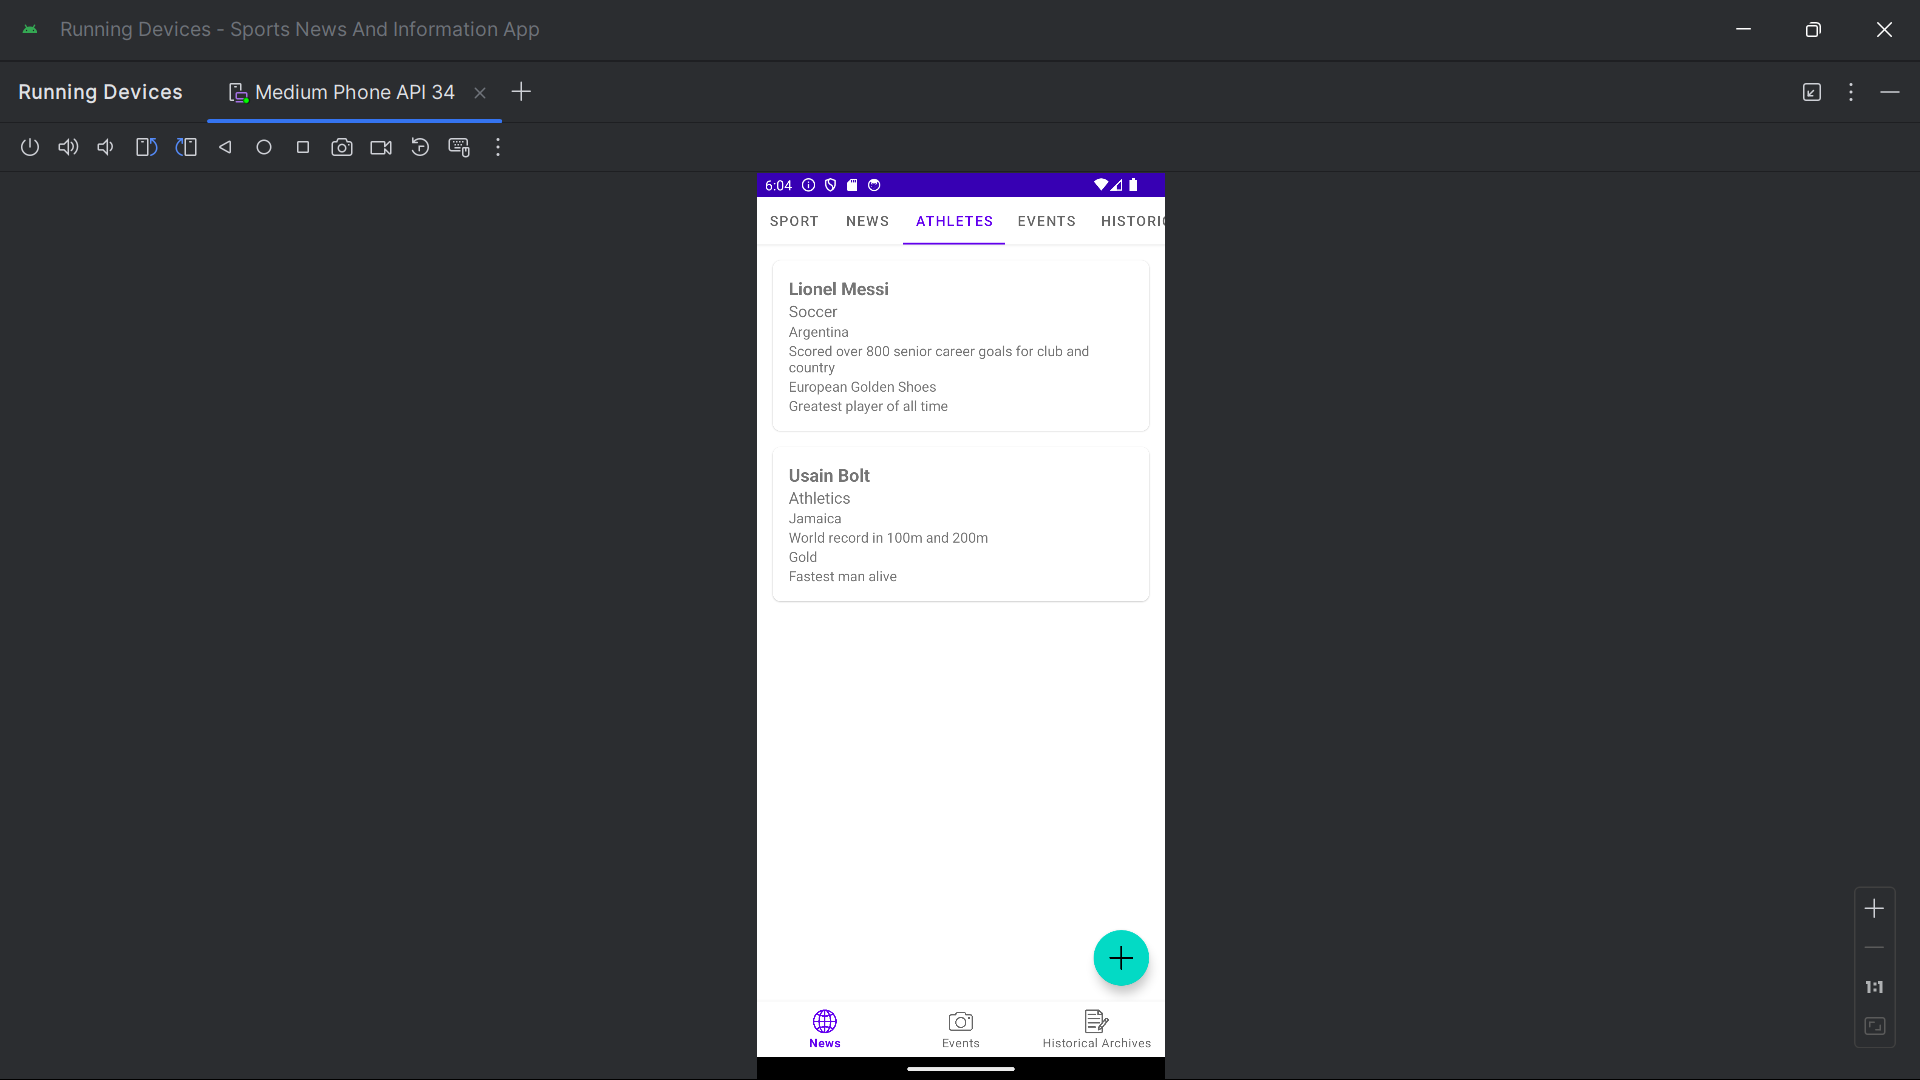 Running Devices - Sports News And Information App
Running Devices
Medium Phone API 34
6:04
SPORT NEWS ATHLETES EVENTS HISTORIC
Lionel Messi
Soccer
Argentina
Scored over 800 senior career goals for club and
country
European Golden Shoes
Greatest player of all time
Usain Bolt
Athletics
Jamaica
World record in 100m and 200m
Gold
Fastest man alive
1:1
News Events Historical Archives